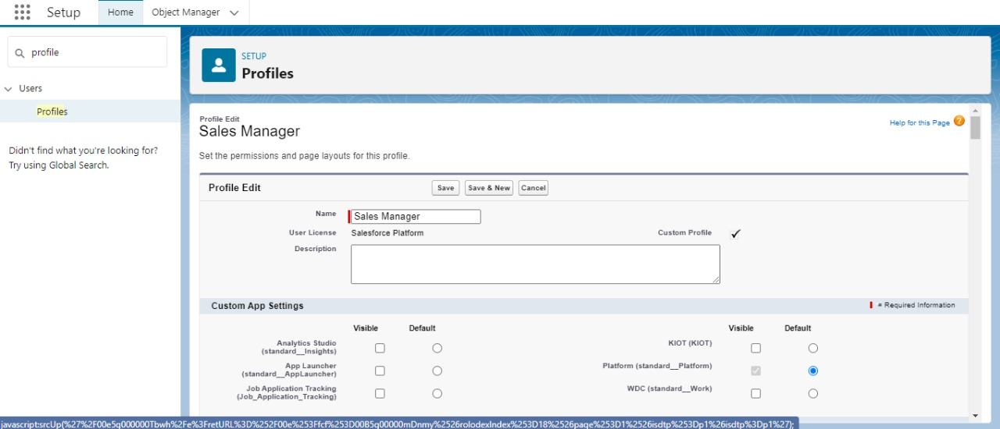 Setup Home Object Manager
profile
Users
Profiles
Didn't find what you're looking for?
Try using Global Search.
SETUP
Profiles
Profile Edit
Sales Manager
Help for this Page ?
Set the permissions and page layouts for this profile.
Profile Edit Save Save & New Cancel
Name Sales Manager
User License Salesforce Platform Custom Profile
Description
Custom App Settings = Required Information
Visible Default Visible Default
Analytics Studio
(standard__Insights)
KIOT (KIOT)
App Launcher
(standard__AppLauncher)
Platform (standard__Platform)
Job Application Tracking
(Job_Application_Tracking)
WDC (standard__Work)
javascript:srcUp(%27%2F00e5g000000Tbwh%2Fe%3FretURL%3D%252F00e%253Ffcf%253D00B5g00000mDnmy%2526rolodexIndex%253D18%2526page%253D1%2526isdtp%253Dp1%26isdtp%3Dp1%27);